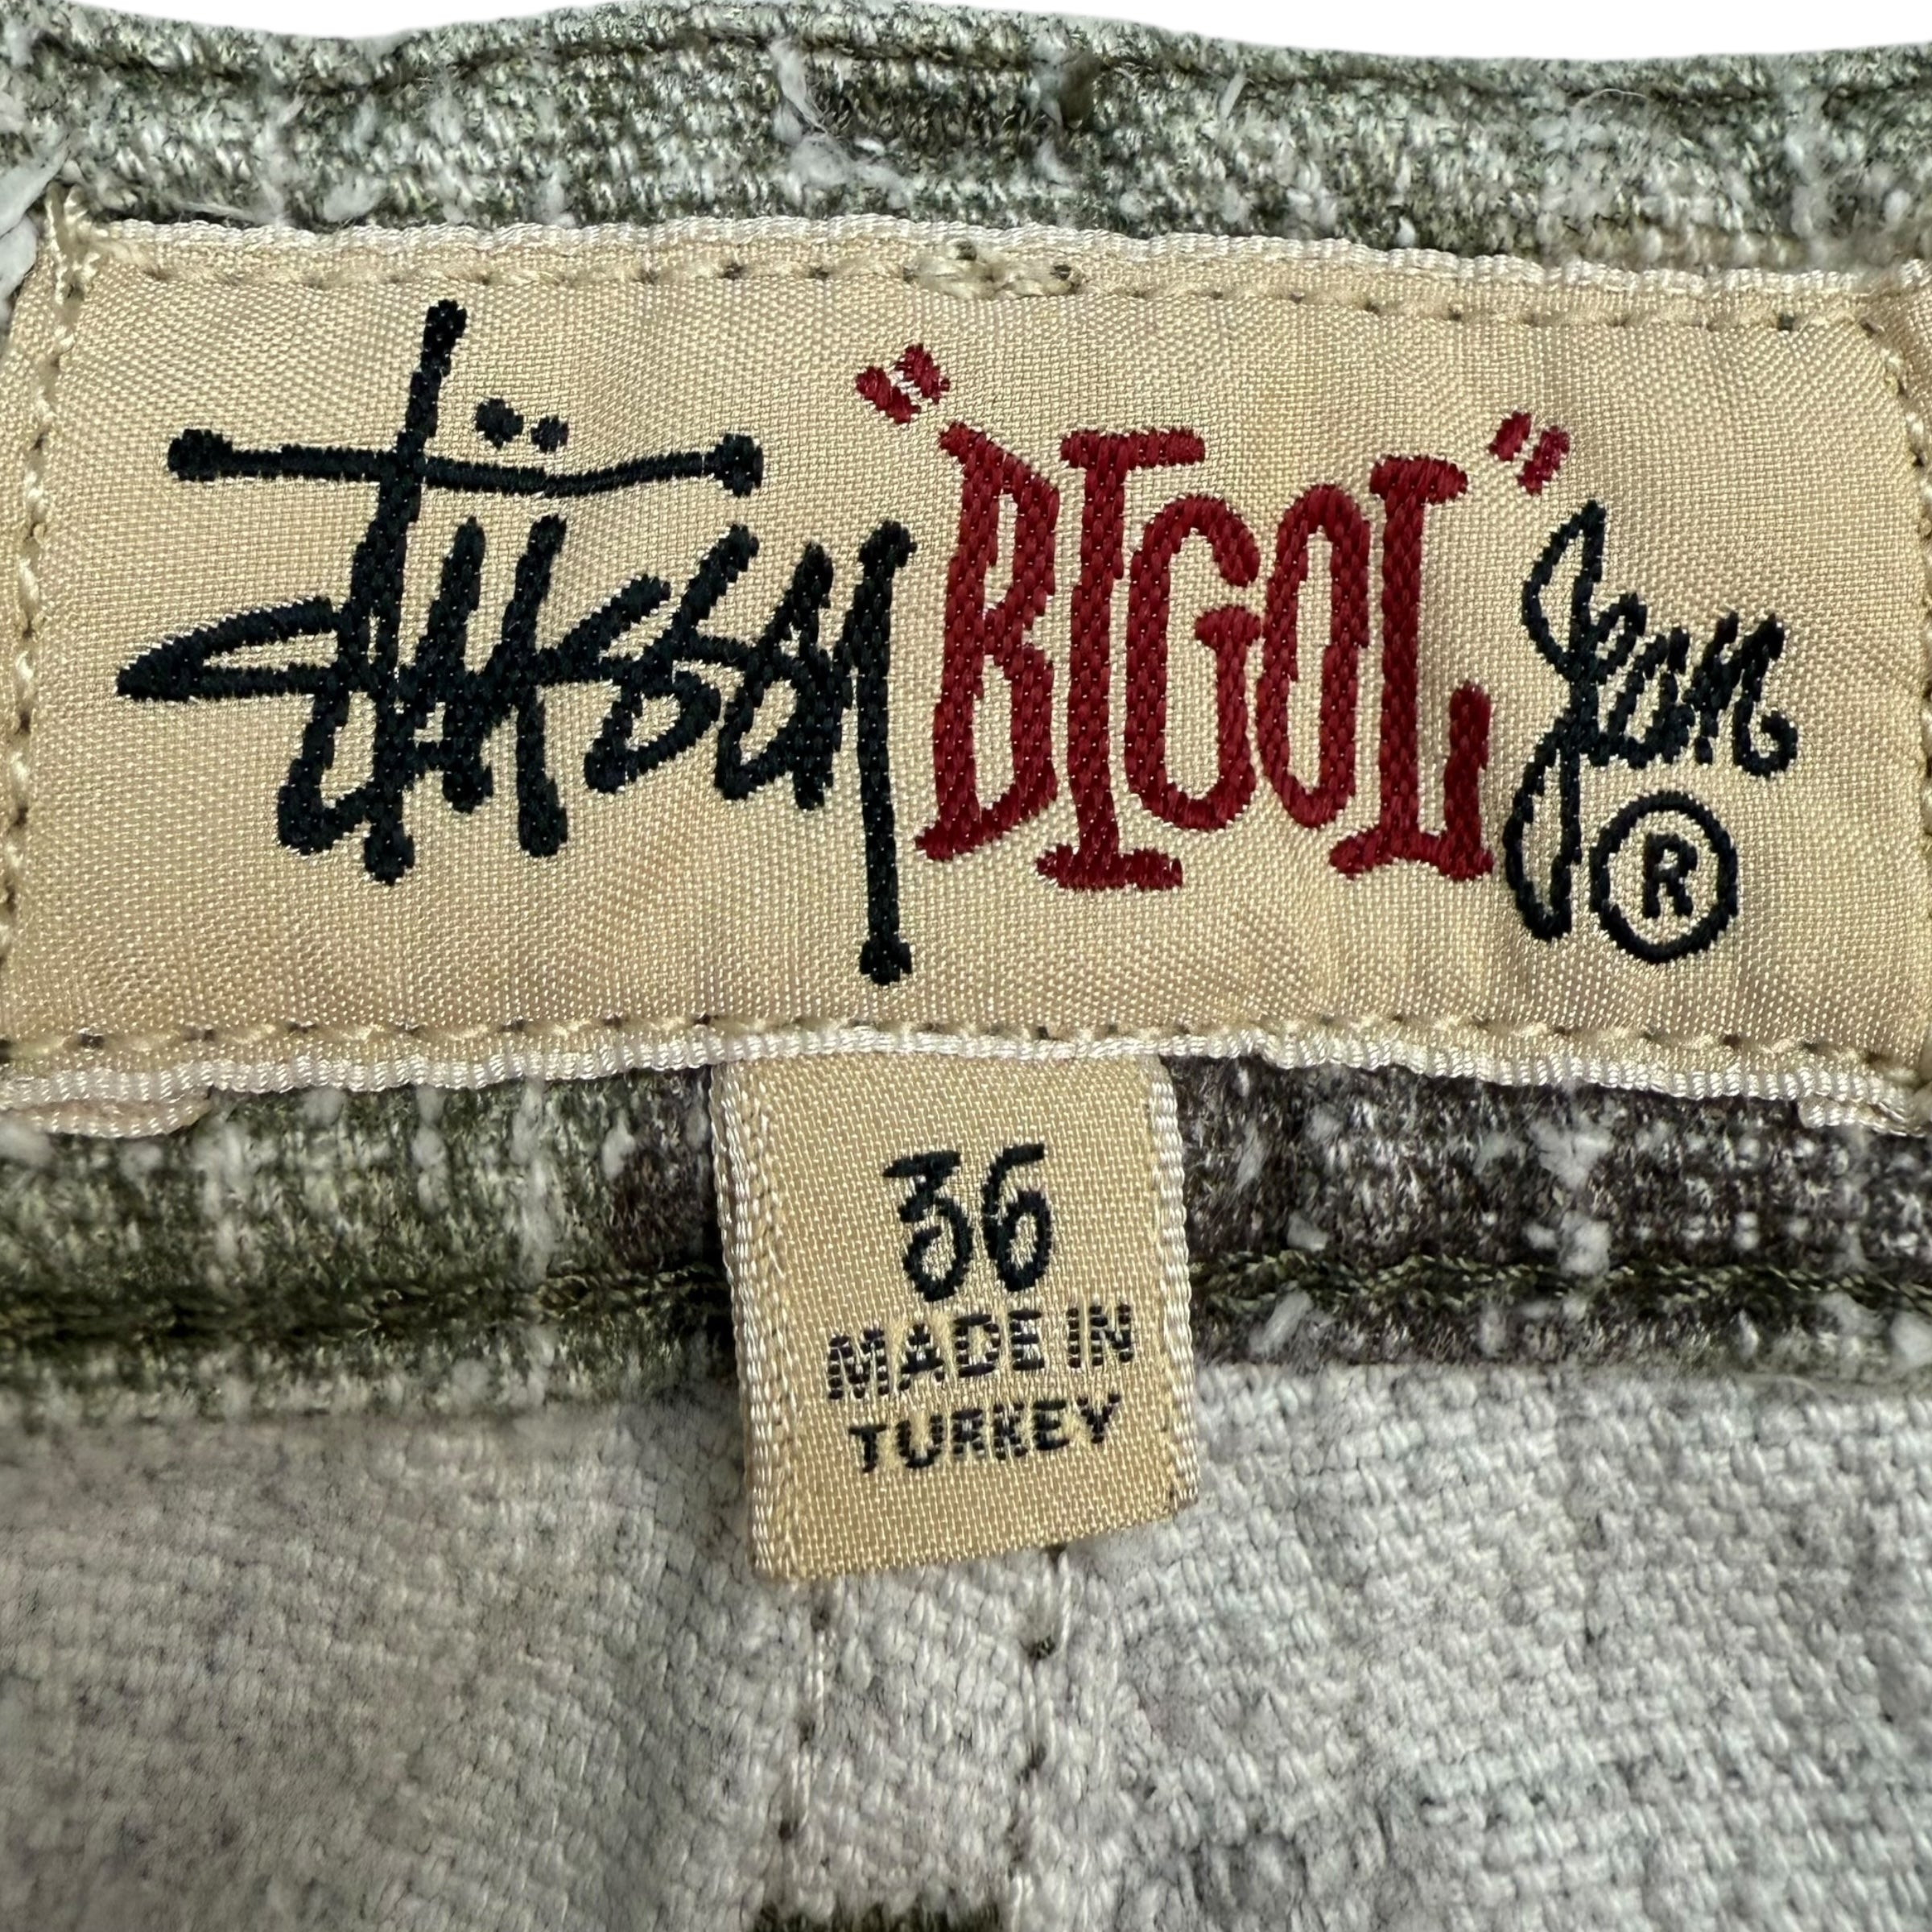 Stüssy "BIGOL" Jean ®
36
MADE IN
TURKEY